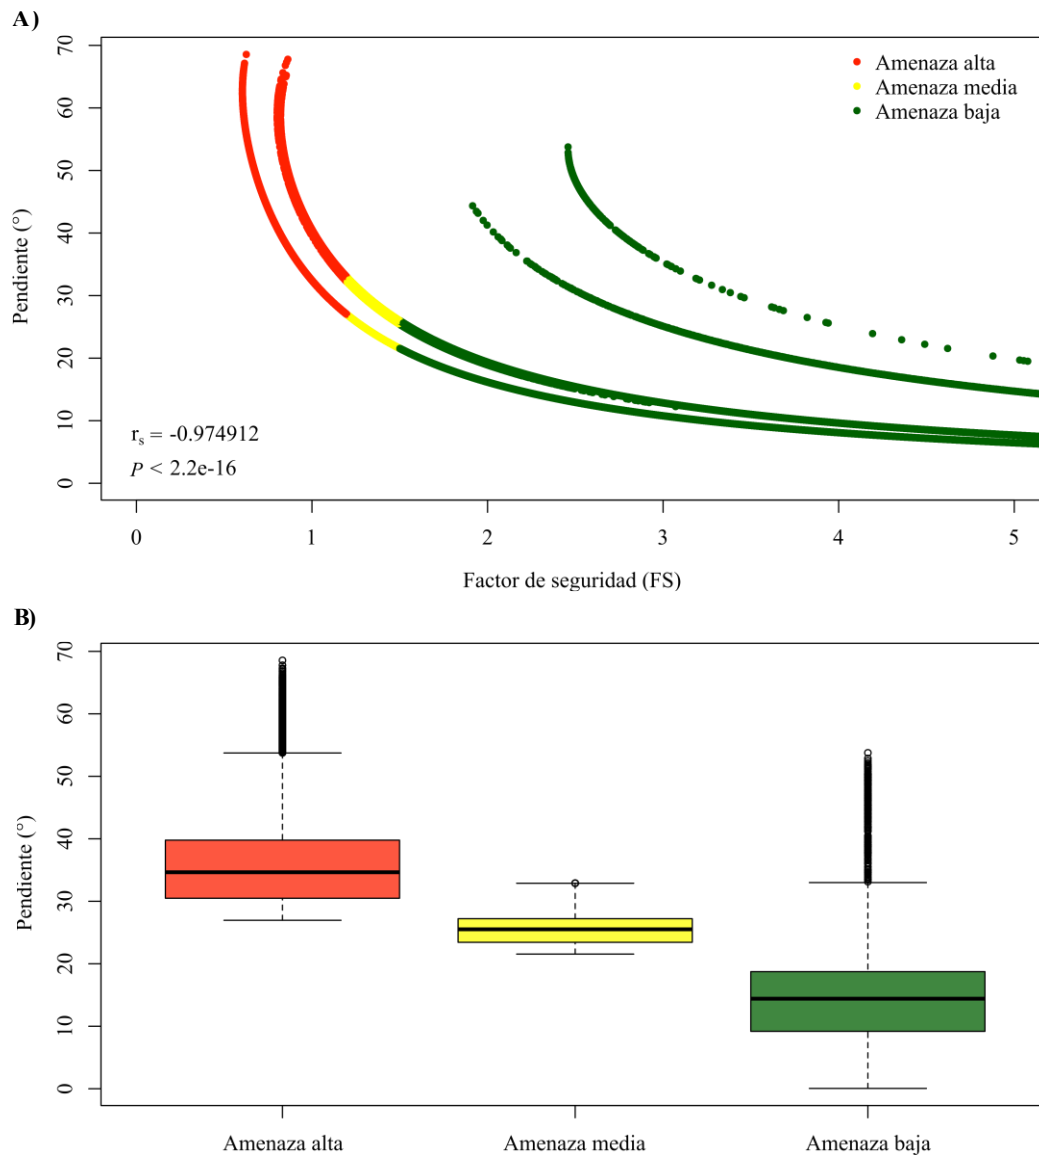 A)
70
60
50
40
30
20
10
0
Pendiente (°)
Amenaza alta
Amenaza media
Amenaza baja
rs = -0.974912
P < 2.2e-16
0 1 2 3 4 5
Factor de seguridad (FS)
B)
70
60
50
40
30
20
10
0
Pendiente (°)
Amenaza alta Amenaza media Amenaza baja